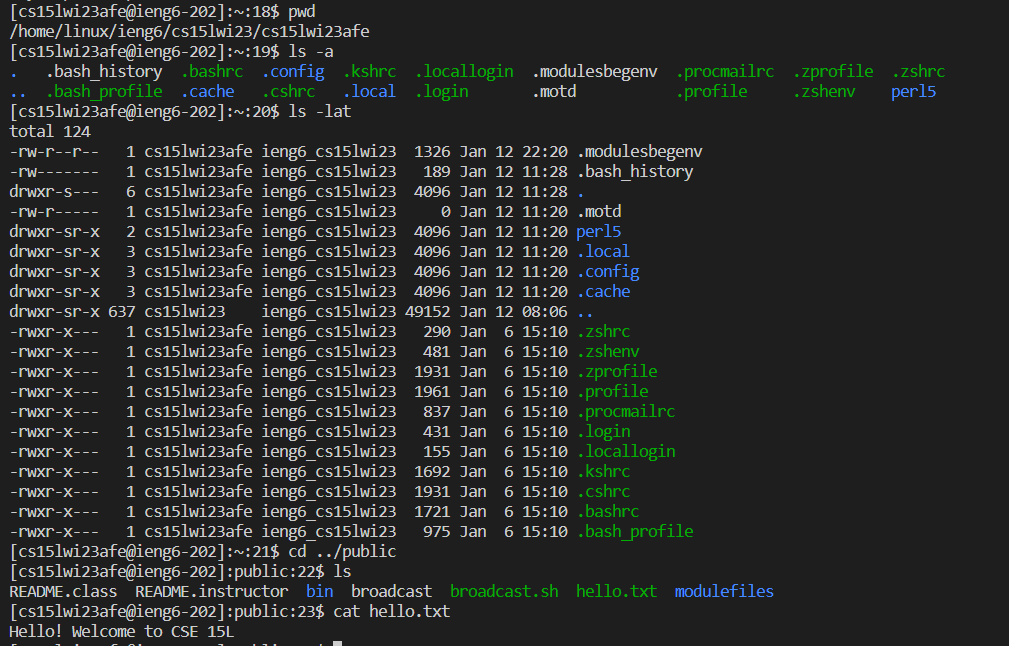 [cs15lwi23afe@ieng6-202]:~:18$ pwd
/home/linux/ieng6/cs15lwi23/cs15lwi23afe
[cs15lwi23afe@ieng6-202]:~:19$ ls -a
.   .bash_history  .bashrc  .config  .kshrc  .locallogin  .modulesbegenv  .procmailrc  .zprofile  .zshrc
..  .bash_profile  .cache   .cshrc   .local  .login       .motd           .profile     .zshenv    perl5
[cs15lwi23afe@ieng6-202]:~:20$ ls -lat
total 124
-rw-r--r--   1 cs15lwi23afe ieng6_cs15lwi23  1326 Jan 12 22:20 .modulesbegenv
-rw-------   1 cs15lwi23afe ieng6_cs15lwi23   189 Jan 12 11:28 .bash_history
drwxr-s---   6 cs15lwi23afe ieng6_cs15lwi23  4096 Jan 12 11:28 .
-rw-r-----   1 cs15lwi23afe ieng6_cs15lwi23     0 Jan 12 11:20 .motd
drwxr-sr-x   2 cs15lwi23afe ieng6_cs15lwi23  4096 Jan 12 11:20 perl5
drwxr-sr-x   3 cs15lwi23afe ieng6_cs15lwi23  4096 Jan 12 11:20 .local
drwxr-sr-x   3 cs15lwi23afe ieng6_cs15lwi23  4096 Jan 12 11:20 .config
drwxr-sr-x   3 cs15lwi23afe ieng6_cs15lwi23  4096 Jan 12 11:20 .cache
drwxr-sr-x 637 cs15lwi23    ieng6_cs15lwi23 49152 Jan 12 08:06 ..
-rwxr-x---   1 cs15lwi23afe ieng6_cs15lwi23   290 Jan  6 15:10 .zshrc
-rwxr-x---   1 cs15lwi23afe ieng6_cs15lwi23   481 Jan  6 15:10 .zshenv
-rwxr-x---   1 cs15lwi23afe ieng6_cs15lwi23  1931 Jan  6 15:10 .zprofile
-rwxr-x---   1 cs15lwi23afe ieng6_cs15lwi23  1961 Jan  6 15:10 .profile
-rwxr-x---   1 cs15lwi23afe ieng6_cs15lwi23   837 Jan  6 15:10 .procmailrc
-rwxr-x---   1 cs15lwi23afe ieng6_cs15lwi23   431 Jan  6 15:10 .login
-rwxr-x---   1 cs15lwi23afe ieng6_cs15lwi23   155 Jan  6 15:10 .locallogin
-rwxr-x---   1 cs15lwi23afe ieng6_cs15lwi23  1692 Jan  6 15:10 .kshrc
-rwxr-x---   1 cs15lwi23afe ieng6_cs15lwi23  1931 Jan  6 15:10 .cshrc
-rwxr-x---   1 cs15lwi23afe ieng6_cs15lwi23  1721 Jan  6 15:10 .bashrc
-rwxr-x---   1 cs15lwi23afe ieng6_cs15lwi23   975 Jan  6 15:10 .bash_profile
[cs15lwi23afe@ieng6-202]:~:21$ cd ../public
[cs15lwi23afe@ieng6-202]:public:22$ ls
README.class  README.instructor  bin  broadcast  broadcast.sh  hello.txt  modulefiles
[cs15lwi23afe@ieng6-202]:public:23$ cat hello.txt
Hello! Welcome to CSE 15L